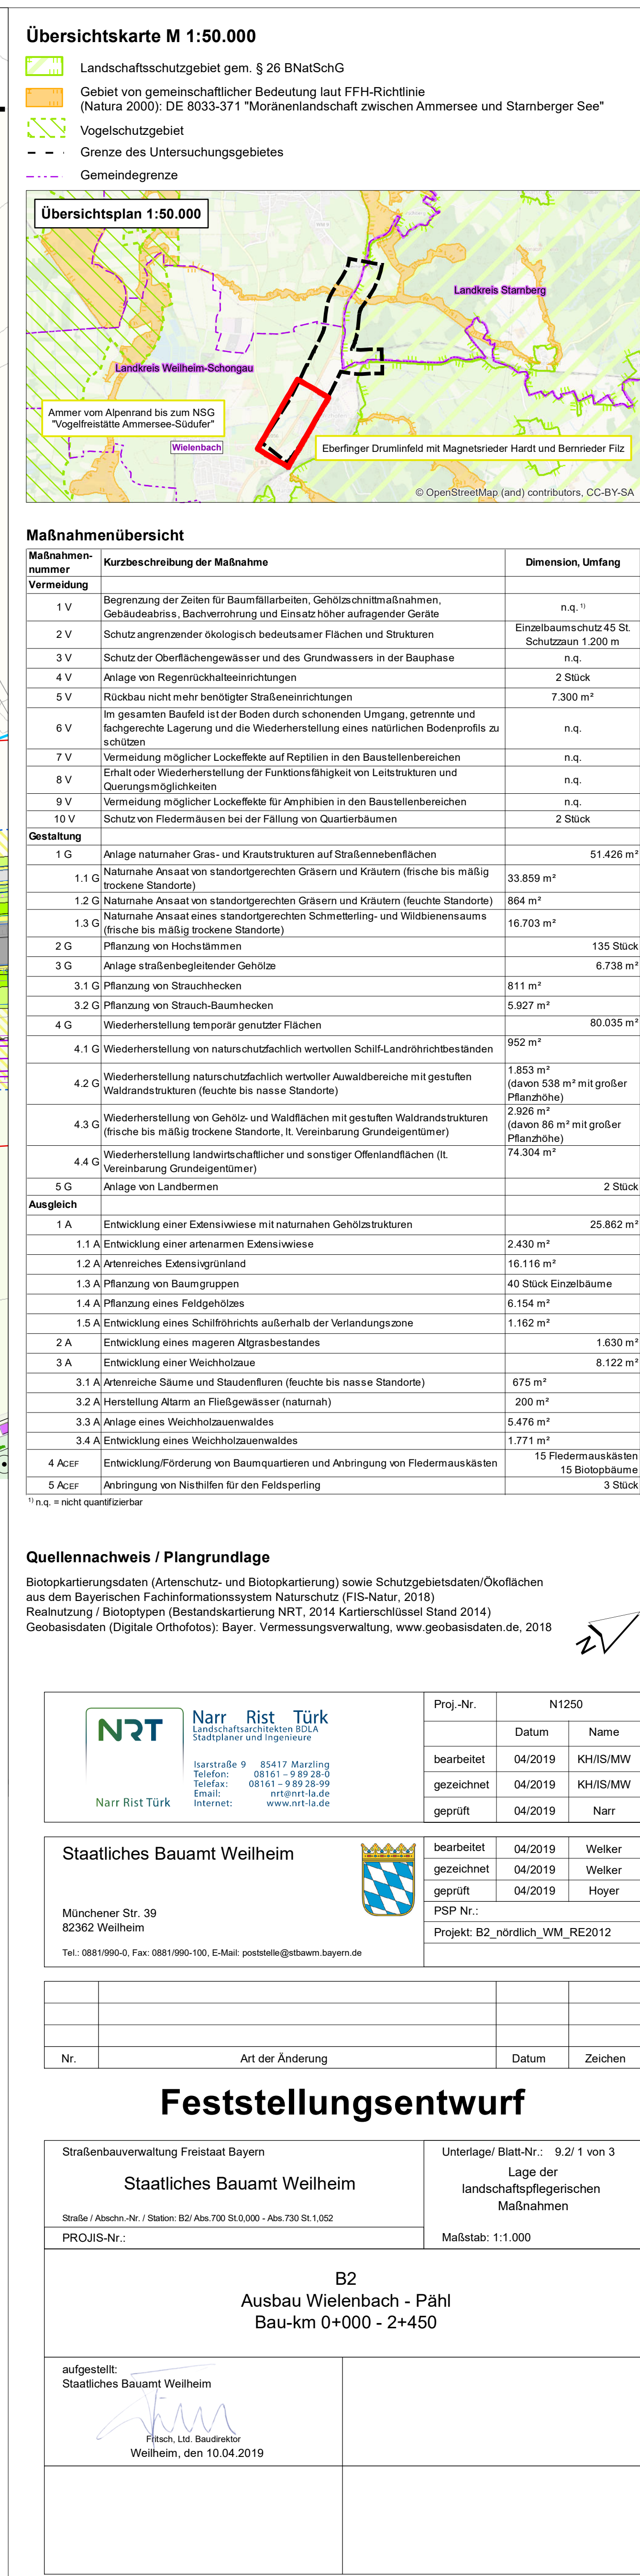 Übersichtskarte M 1:50.000
Landschaftsschutzgebiet gem. § 26 BNatSchG
Gebiet von gemeinschaftlicher Bedeutung laut FFH-Richtlinie
(Natura 2000): DE 8033-371 "Moränenlandschaft zwischen Ammersee und Starnberger See"
Vogelschutzgebiet
Grenze des Untersuchungsgebietes
Gemeindegrenze
Übersichtsplan 1:50.000
Landkreis Starnberg
Landkreis Weilheim-Schongau
Ammer vom Alpenrand bis zum NSG
"Vogelfreistätte Ammersee-Südufer"
Wielenbach
Eberfinger Drumlinfeld mit Magnetsrieder Hardt und Bernrieder Filz
© OpenStreetMap (and) contributors, CC-BY-SA
Maßnahmenübersicht
Maßnahmen-
nummer
Kurzbeschreibung der Maßnahme
Dimension, Umfang
Vermeidung
1 V
Begrenzung der Zeiten für Baumfällarbeiten, Gehölzschnittmaßnahmen,
Gebäudeabriss, Bachverrohrung und Einsatz höher aufragender Geräte
n.q. 1)
2 V
Schutz angrenzender ökologisch bedeutsamer Flächen und Strukturen
Einzelbaumschutz 45 St.
Schutzzaun 1.200 m
3 V
Schutz der Oberflächengewässer und des Grundwassers in der Bauphase
n.q.
4 V
Anlage von Regenrückhalteeinrichtungen
2 Stück
5 V
Rückbau nicht mehr benötigter Straßeneinrichtungen
7.300 m²
6 V
Im gesamten Baufeld ist der Boden durch schonenden Umgang, getrennte und
fachgerechte Lagerung und die Wiederherstellung eines natürlichen Bodenprofils zu
schützen
n.q.
7 V
Vermeidung möglicher Lockeffekte auf Reptilien in den Baustellenbereichen
n.q.
8 V
Erhalt oder Wiederherstellung der Funktionsfähigkeit von Leitstrukturen und
Querungsmöglichkeiten
n.q.
9 V
Vermeidung möglicher Lockeffekte für Amphibien in den Baustellenbereichen
n.q.
10 V
Schutz von Fledermäusen bei der Fällung von Quartierbäumen
2 Stück
Gestaltung
1 G
Anlage naturnaher Gras- und Krautstrukturen auf Straßennebenflächen
51.426 m²
1.1 G
Naturnahe Ansaat von standortgerechten Gräsern und Kräutern (frische bis mäßig
trockene Standorte)
33.859 m²
1.2 G
Naturnahe Ansaat von standortgerechten Gräsern und Kräutern (feuchte Standorte)
864 m²
1.3 G
Naturnahe Ansaat eines standortgerechten Schmetterling- und Wildbienensaums
(frische bis mäßig trockene Standorte)
16.703 m²
2 G
Pflanzung von Hochstämmen
135 Stück
3 G
Anlage straßenbegleitender Gehölze
6.738 m²
3.1 G
Pflanzung von Strauchhecken
811 m²
3.2 G
Pflanzung von Strauch-Baumhecken
5.927 m²
4 G
Wiederherstellung temporär genutzter Flächen
80.035 m²
4.1 G
Wiederherstellung von naturschutzfachlich wertvollen Schilf-Landröhrichtbeständen
952 m²
4.2 G
Wiederherstellung naturschutzfachlich wertvoller Auwaldbereiche mit gestuften
Waldrandstrukturen (feuchte bis nasse Standorte)
1.853 m²
(davon 538 m² mit großer
Pflanzhöhe)
4.3 G
Wiederherstellung von Gehölz- und Waldflächen mit gestuften Waldrandstrukturen
(frische bis mäßig trockene Standorte, lt. Vereinbarung Grundeigentümer)
2.926 m²
(davon 86 m² mit großer
Pflanzhöhe)
4.4 G
Wiederherstellung landwirtschaftlicher und sonstiger Offenlandflächen (lt.
Vereinbarung Grundeigentümer)
74.304 m²
5 G
Anlage von Landbermen
2 Stück
Ausgleich
1 A
Entwicklung einer Extensivwiese mit naturnahen Gehölzstrukturen
25.862 m²
1.1 A
Entwicklung einer artenarmen Extensivwiese
2.430 m²
1.2 A
Artenreiches Extensivgrünland
16.116 m²
1.3 A
Pflanzung von Baumgruppen
40 Stück Einzelbäume
1.4 A
Pflanzung eines Feldgehölzes
6.154 m²
1.5 A
Entwicklung eines Schilfröhrichts außerhalb der Verlandungszone
1.162 m²
2 A
Entwicklung eines mageren Altgrasbestandes
1.630 m²
3 A
Entwicklung einer Weichholzaue
8.122 m²
3.1 A
Artenreiche Säume und Staudenfluren (feuchte bis nasse Standorte)
675 m²
3.2 A
Herstellung Altarm an Fließgewässer (naturnah)
200 m²
3.3 A
Anlage eines Weichholzauenwaldes
5.476 m²
3.4 A
Entwicklung eines Weichholzauenwaldes
1.771 m²
4 ACEF
Entwicklung/Förderung von Baumquartieren und Anbringung von Fledermauskästen
15 Fledermauskästen
15 Biotopbäume
5 ACEF
Anbringung von Nisthilfen für den Feldsperling
3 Stück
1) n.q. = nicht quantifizierbar
Quellennachweis / Plangrundlage
Biotopkartierungsdaten (Artenschutz- und Biotopkartierung) sowie Schutzgebietsdaten/Ökoflächen
aus dem Bayerischen Fachinformationssystem Naturschutz (FIS-Natur, 2018)
Realnutzung / Biotoptypen (Bestandskartierung NRT, 2014 Kartierschlüssel Stand 2014)
Geobasisdaten (Digitale Orthofotos): Bayer. Vermessungsverwaltung, www.geobasisdaten.de, 2018
N
NRT
Narr Rist Türk
Narr Rist Türk
Landschaftsarchitekten BDLA
Stadtplaner und Ingenieure
Isarstraße 9 85417 Marzling
Telefon: 08161 – 9 89 28-0
Telefax: 08161 – 9 89 28-99
Email: nrt@nrt-la.de
Internet: www.nrt-la.de
Proj.-Nr. N1250
Datum Name
bearbeitet 04/2019 KH/IS/MW
gezeichnet 04/2019 KH/IS/MW
geprüft 04/2019 Narr
Staatliches Bauamt Weilheim
Münchener Str. 39
82362 Weilheim
Tel.: 0881/990-0, Fax: 0881/990-100, E-Mail: poststelle@stbawm.bayern.de
bearbeitet 04/2019 Welker
gezeichnet 04/2019 Welker
geprüft 04/2019 Hoyer
PSP Nr.:
Projekt: B2_nördlich_WM_RE2012
Nr. Art der Änderung Datum Zeichen
Feststellungsentwurf
Straßenbauverwaltung Freistaat Bayern
Staatliches Bauamt Weilheim
Straße / Abschn.-Nr. / Station: B2/ Abs.700 St.0,000 - Abs.730 St.1,052
PROJIS-Nr.:
Unterlage/ Blatt-Nr.: 9.2/ 1 von 3
Lage der
landschaftspflegerischen
Maßnahmen
Maßstab: 1:1.000
B2
Ausbau Wielenbach - Pähl
Bau-km 0+000 - 2+450
aufgestellt:
Staatliches Bauamt Weilheim
Fritsch, Ltd. Baudirektor
Weilheim, den 10.04.2019